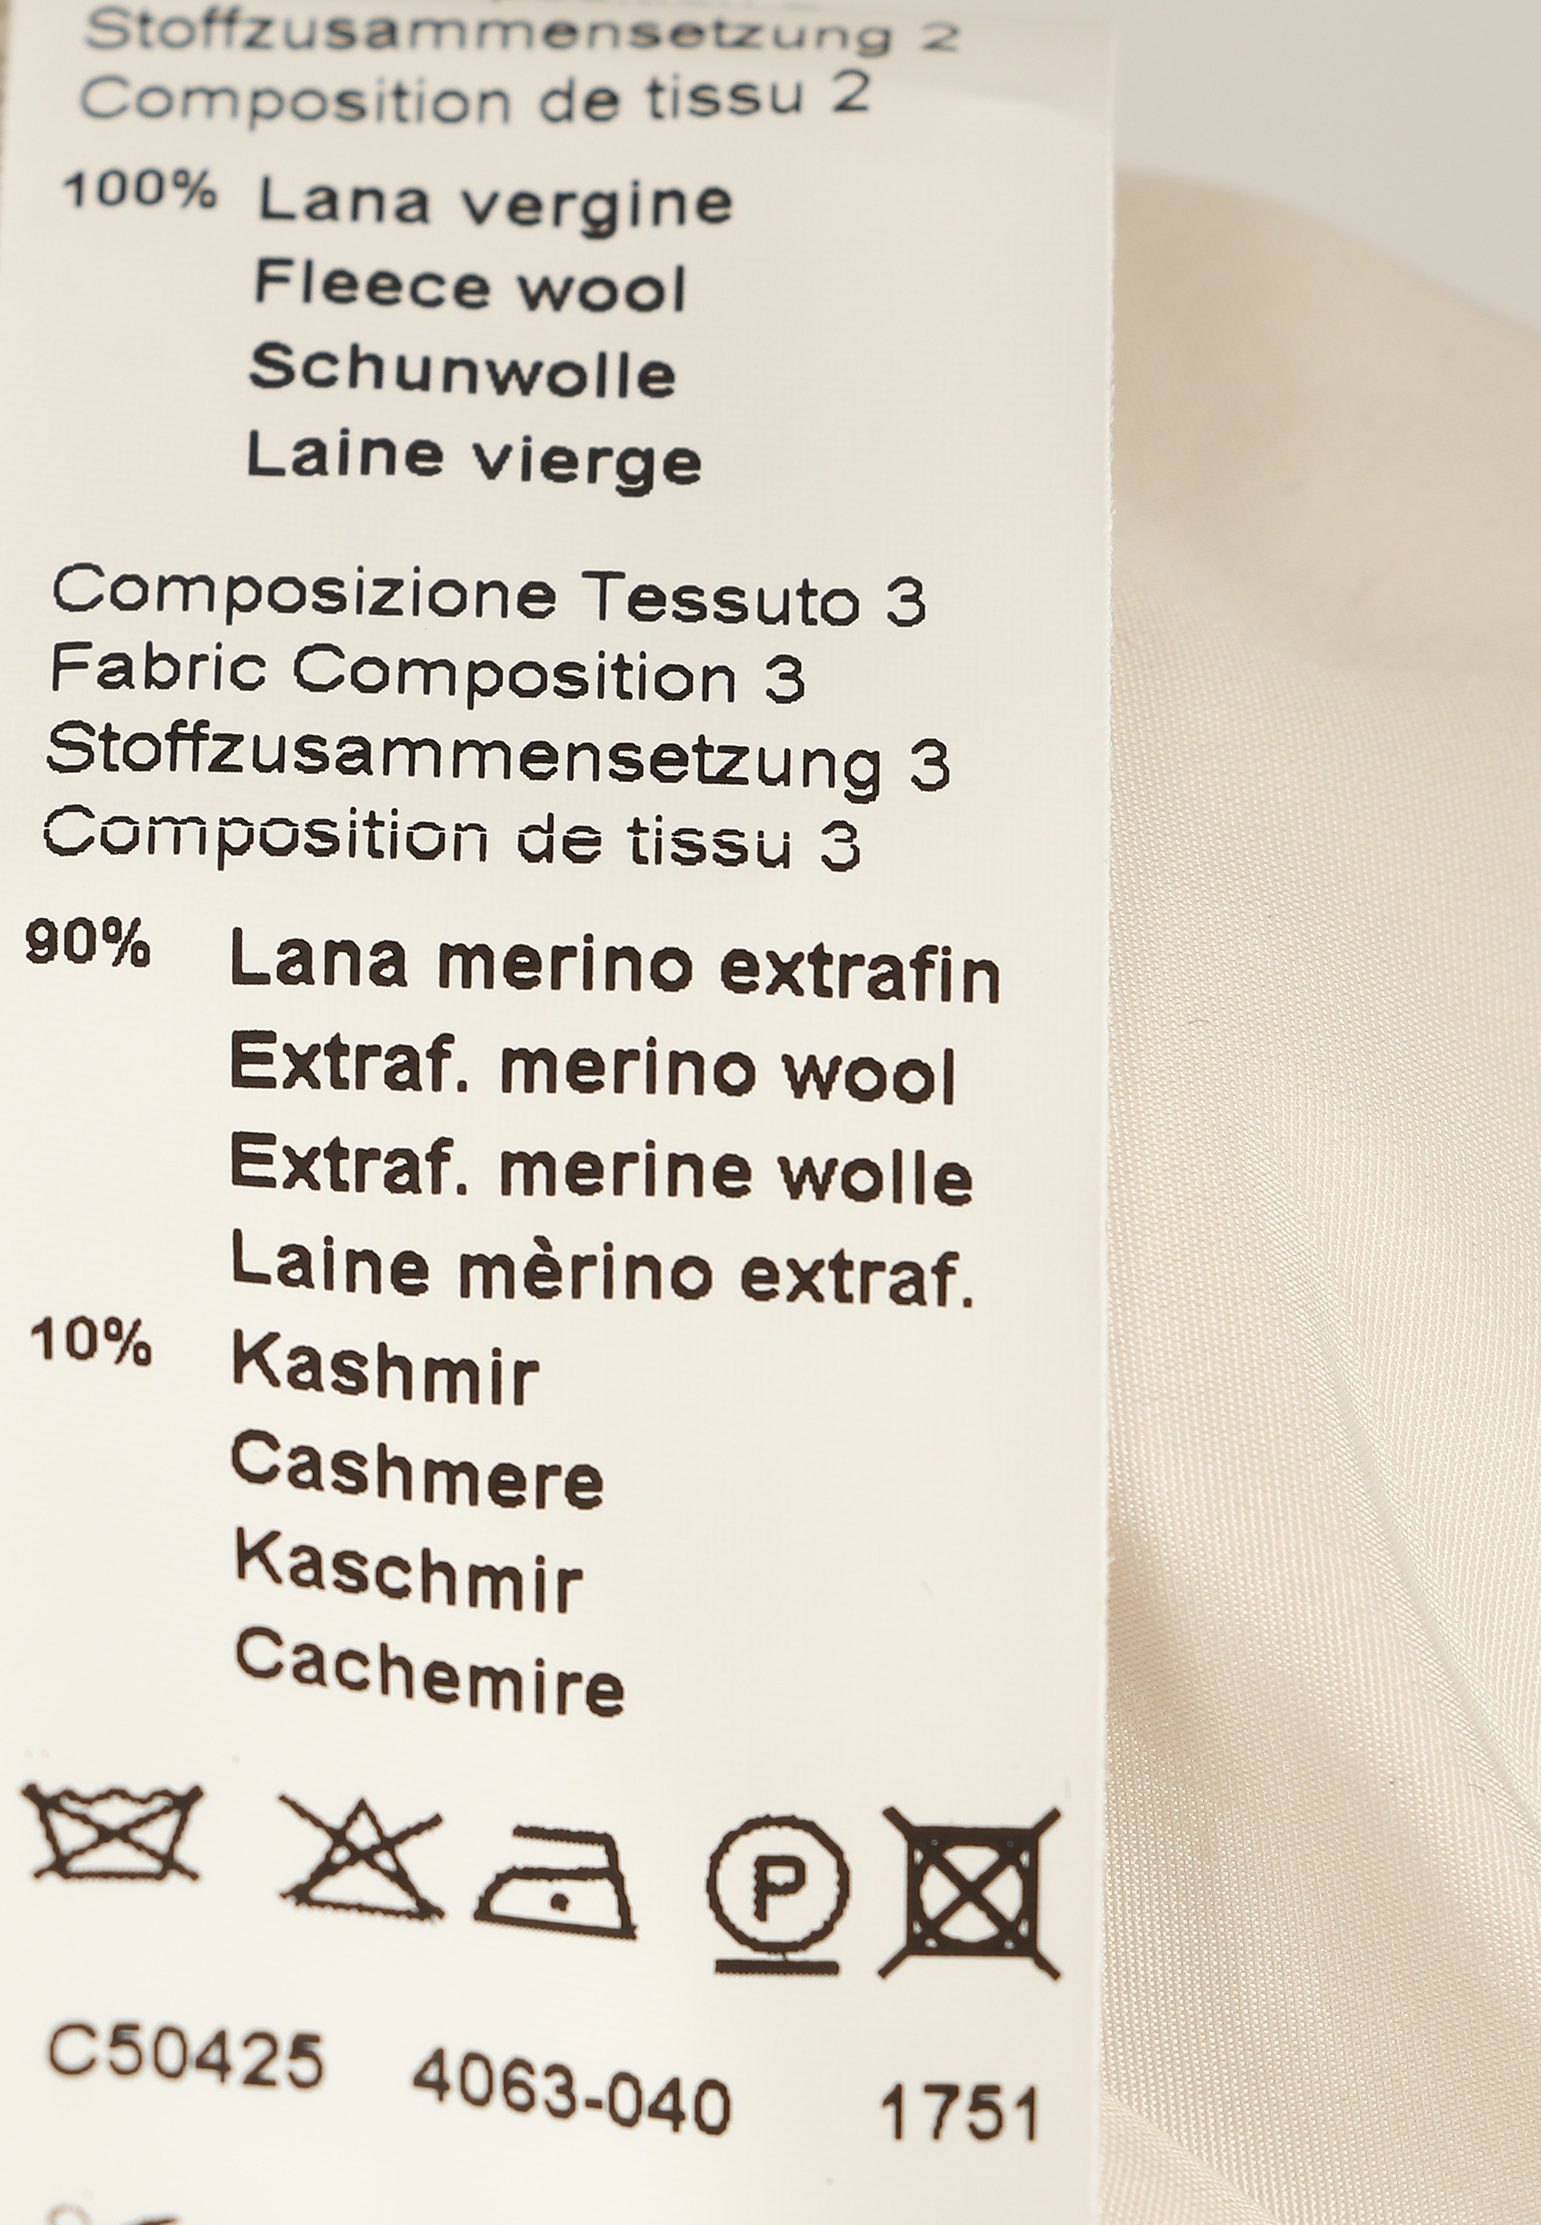 Stoffzusammensetzung 2
Composition de tissu 2
100% Lana vergine
Fleece wool
Schunwolle
Laine vierge
Composizione Tessuto 3
Fabric Composition 3
Stoffzusammensetzung 3
Composition de tissu 3
90% Lana merino extrafin
Extraf. merino wool
Extraf. merine wolle
Laine mèrino extraf.
10% Kashmir
Cashmere
Kaschmir
Cachemire
P
C50425 4063-040 1751